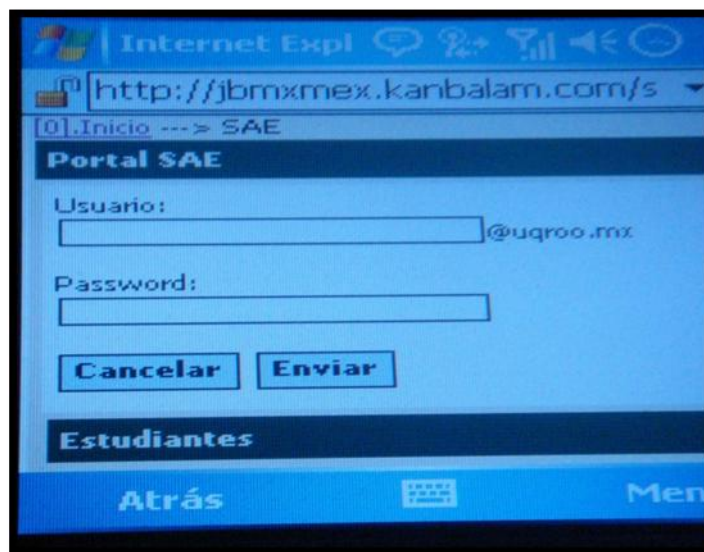 Internet Expl
http://jbmxmex.kanbalam.com/s
[0].Inicio ---> SAE
Portal SAE
Usuario:
@uqroo.mx
Password:
Cancelar Enviar
Estudiantes
Atrás Men